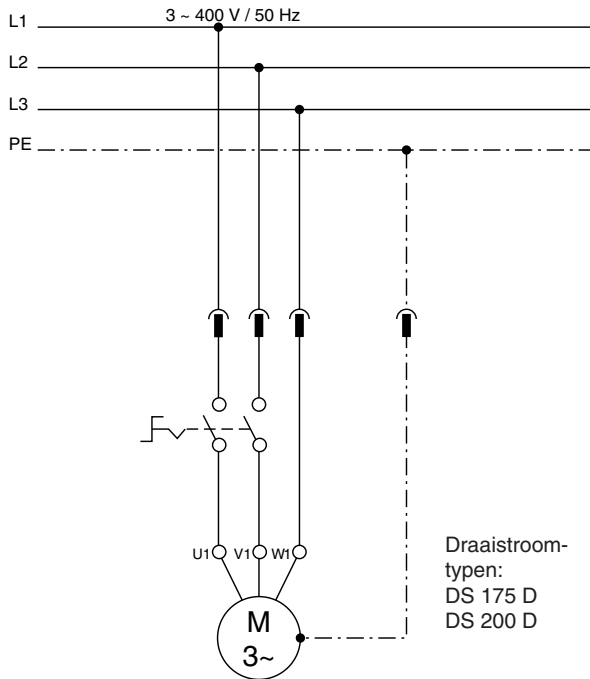 3 ~ 400 V / 50 Hz
L1
L2
L3
PE
U1 V1 W1
M
3~
Draaistroom-
typen:
DS 175 D
DS 200 D